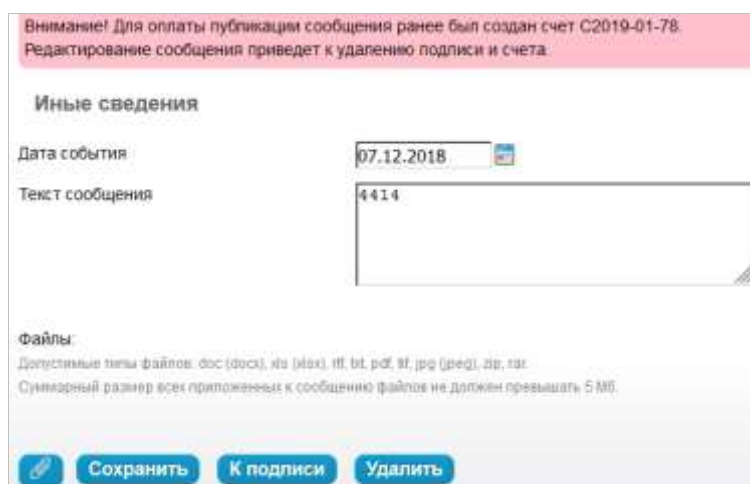 Внимание! Для оплаты публикации сообщения ранее был создан счет С2019-01-78.
Редактирование сообщения приведет к удалению подписи и счета.
Иные сведения
Дата события
07.12.2018
Текст сообщения
4414
Файлы:
Допустимые типы файлов: doc (docx), xls (xlsx), rtf, txt, pdf, tif, jpg (jpeg), zip, rar.
Суммарный размер всех приложенных к сообщению файлов не должен превышать 5 Мб.
Сохранить К подписи Удалить